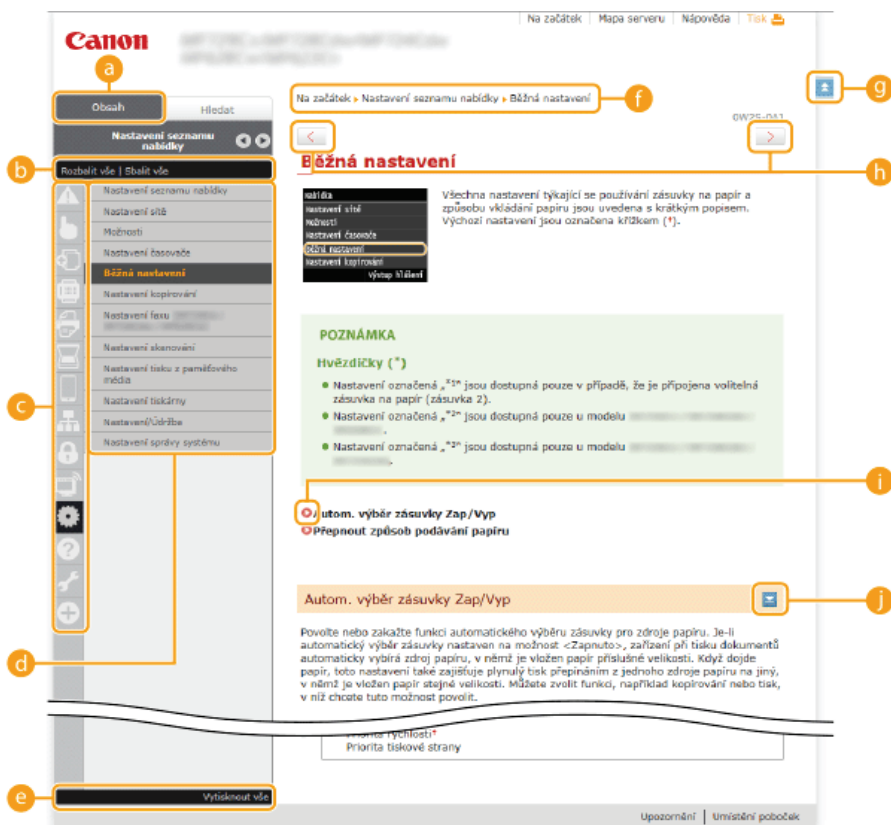 Na začátek | Mapa serveru | Nápověda | Tisk
Canon
a
g
Obsah
Hledat
Na začátek ▸ Nastavení seznamu nabídky ▸ Běžná nastavení
f
0W2S-0A1
Nastavení seznamu
nabídky
h
b
Rozbalit vše | Sbalit vše
Běžná nastavení
Nastavení seznamu nabídky
Nastavení sítě
Možnosti
Nastavení časovače
Běžná nastavení
Nastavení kopírování
Nastavení faxu
Nastavení skenování
Nastavení tisku z paměťového
média
Nastavení tiskárny
Nastavení/Údržba
Nastavení správy systému
c
d
Nabídka
Nastavení sítě
Možnosti
Nastavení časovače
Běžná nastavení
Nastavení kopírování
Výstup hlášení
Všechna nastavení týkající se používání zásuvky na papír a
způsobu vkládání papíru jsou uvedena s krátkým popisem.
Výchozí nastavení jsou označena křížkem (*).
POZNÁMKA
Hvězdičky (*)
Nastavení označená „*1" jsou dostupná pouze v případě, že je připojena volitelná
zásuvka na papír (zásuvka 2).
Nastavení označená „*2" jsou dostupná pouze u modelu
.
Nastavení označená „*3" jsou dostupná pouze u modelu
.
i
Autom. výběr zásuvky Zap/Vyp
Přepnout způsob podávání papíru
Autom. výběr zásuvky Zap/Vyp
j
Povolte nebo zakažte funkci automatického výběru zásuvky pro zdroje papíru. Je-li
automatický výběr zásuvky nastaven na možnost <Zapnuto>, zařízení při tisku dokumentů
automaticky vybírá zdroj papíru, v němž je vložen papír příslušné velikosti. Když dojde
papír, toto nastavení také zajišťuje plynulý tisk přepínáním z jednoho zdroje papíru na jiný,
v němž je vložen papír stejné velikosti. Můžete zvolit funkci, například kopírování nebo tisk,
v níž chcete tuto možnost povolit.
Priorita rychlosti*
Priorita tiskové strany
e
Vytisknout vše
Upozornění | Umístění poboček